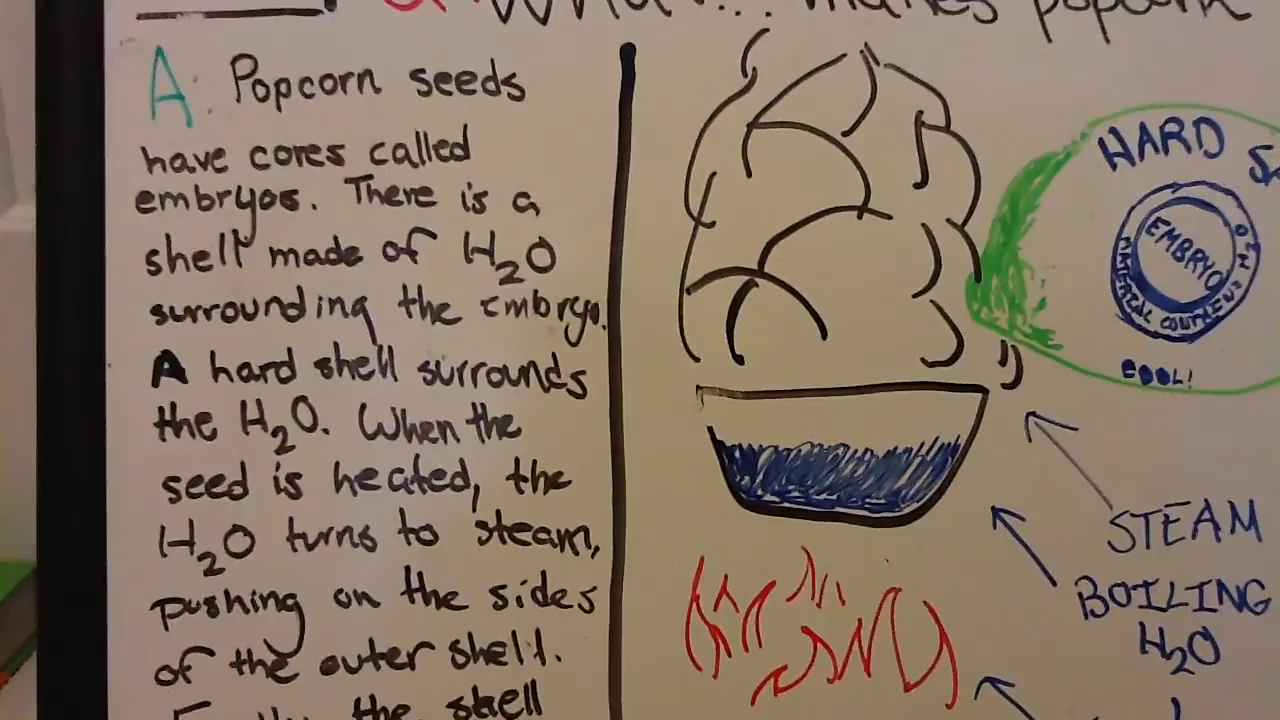 What... makes popcorn
A: Popcorn seeds
have cores called
embryos. There is a
shell made of H2O
surrounding the Embryo.
A hard shell surrounds
the H2O. When the
seed is heated, the
H2O turns to steam,
pushing on the sides
of the outer shell.
the shell
HARD
EMBRYO
H2O
COOL!
STEAM
BOILING
H2O